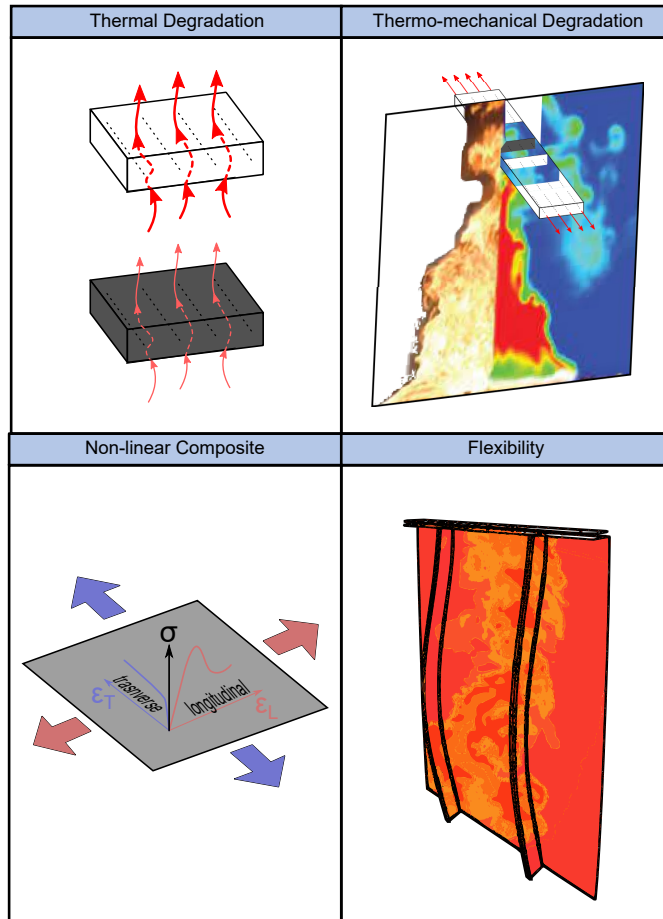 Thermal Degradation
Thermo-mechanical Degradation
Non-linear Composite
Flexibility
σ
trasnverse
longitudinal
εT
εL